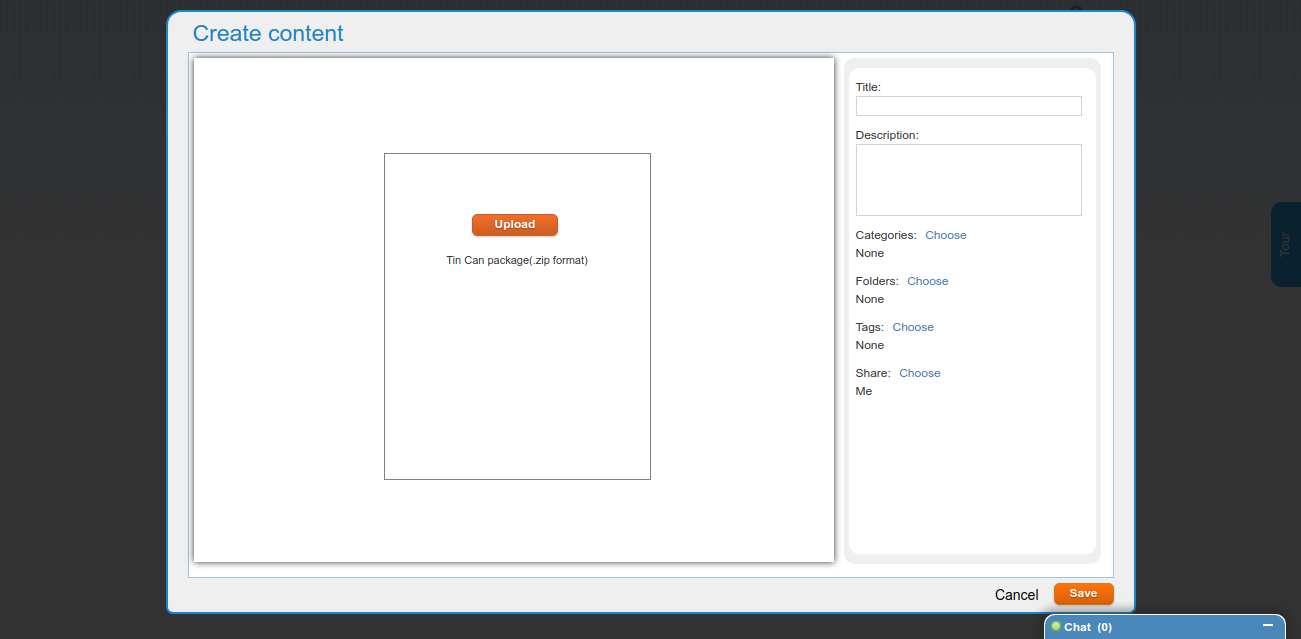 Create content
Upload
Tin Can package(.zip format)
Title:
Description:
Categories: Choose
None
Folders: Choose
None
Tags: Choose
None
Share: Choose
Me
Tour
Cancel
Save
Chat (0)